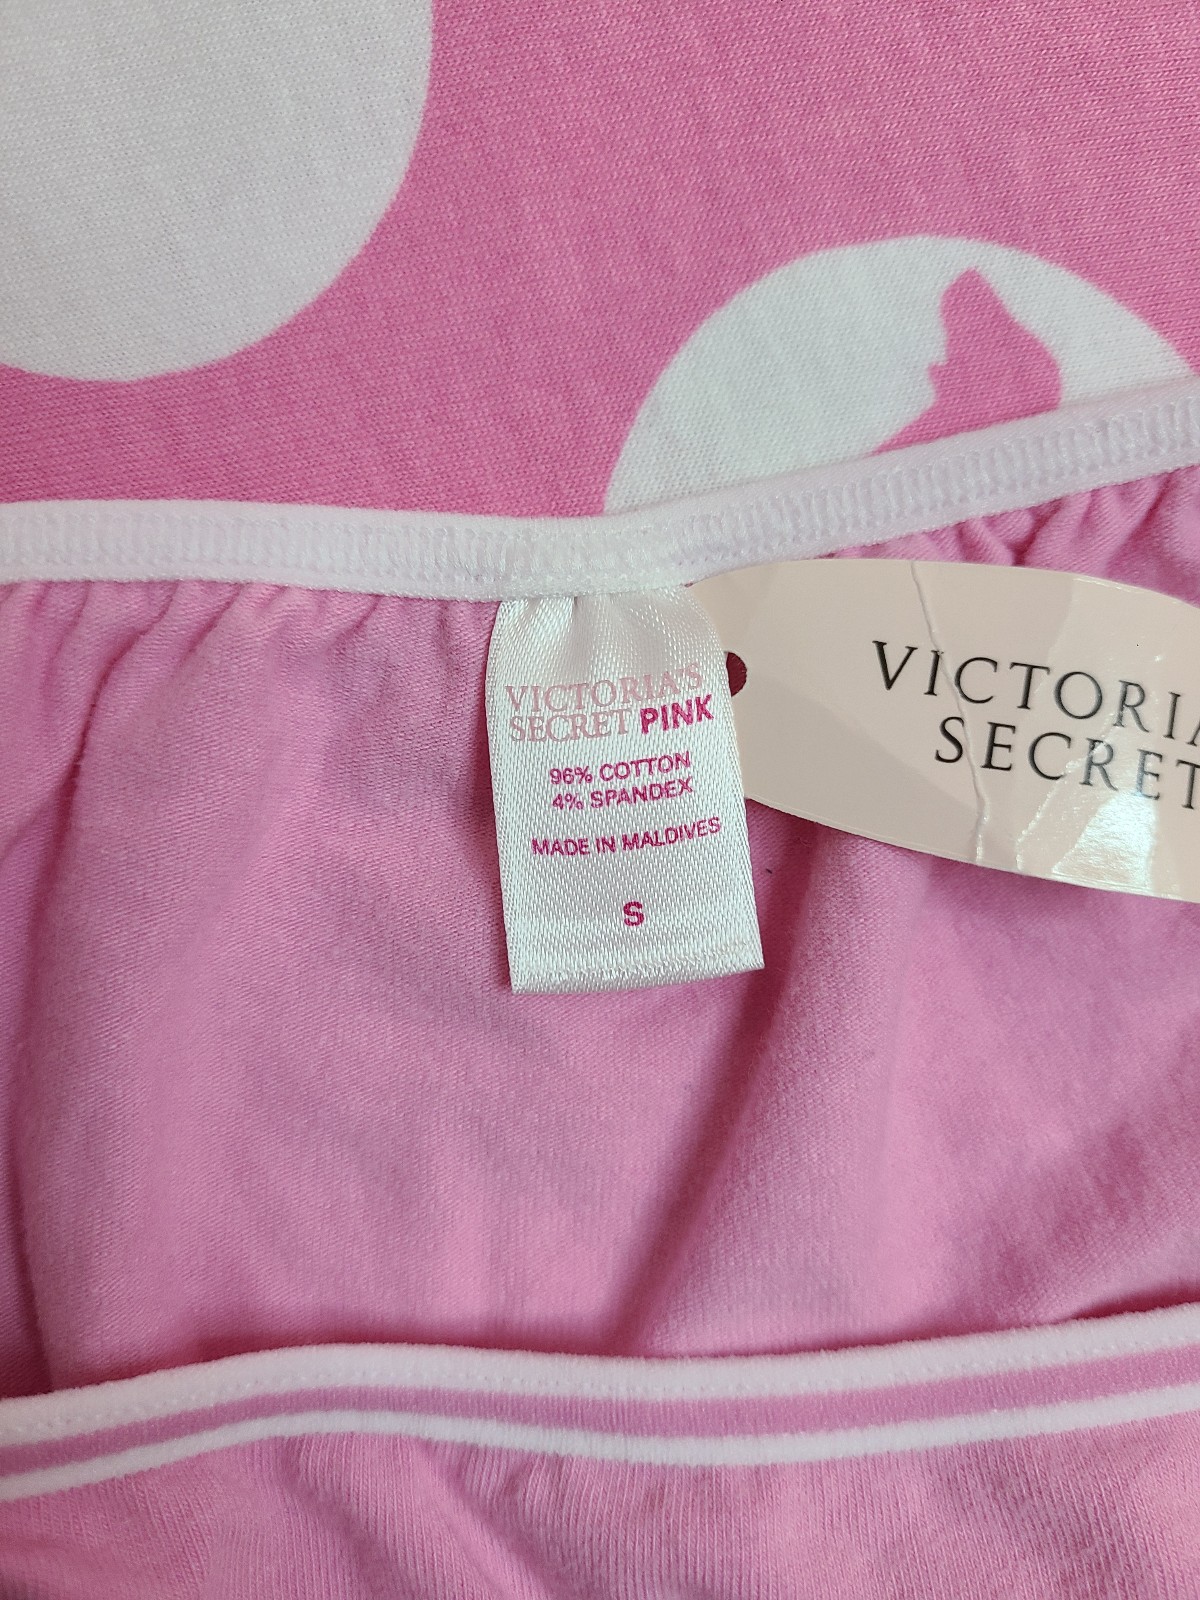 VICTORIA'S
SECRET PINK
96% COTTON
4% SPANDEX
MADE IN MALDIVES
S
VICTORIA
SECRET